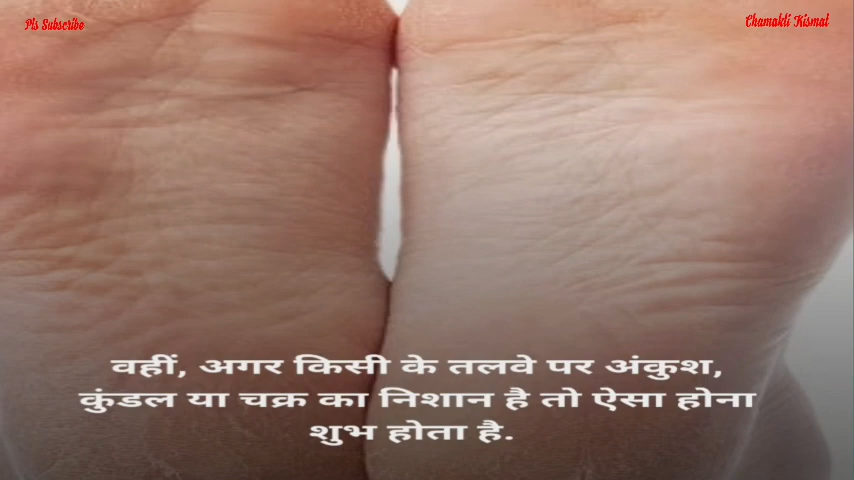 Pls Subscribe
Chamakti Kismat
वहीं, अगर किसी के तलवे पर अंकुश,
कुंडल या चक्र का निशान है तो ऐसा होना
शुभ होता है.